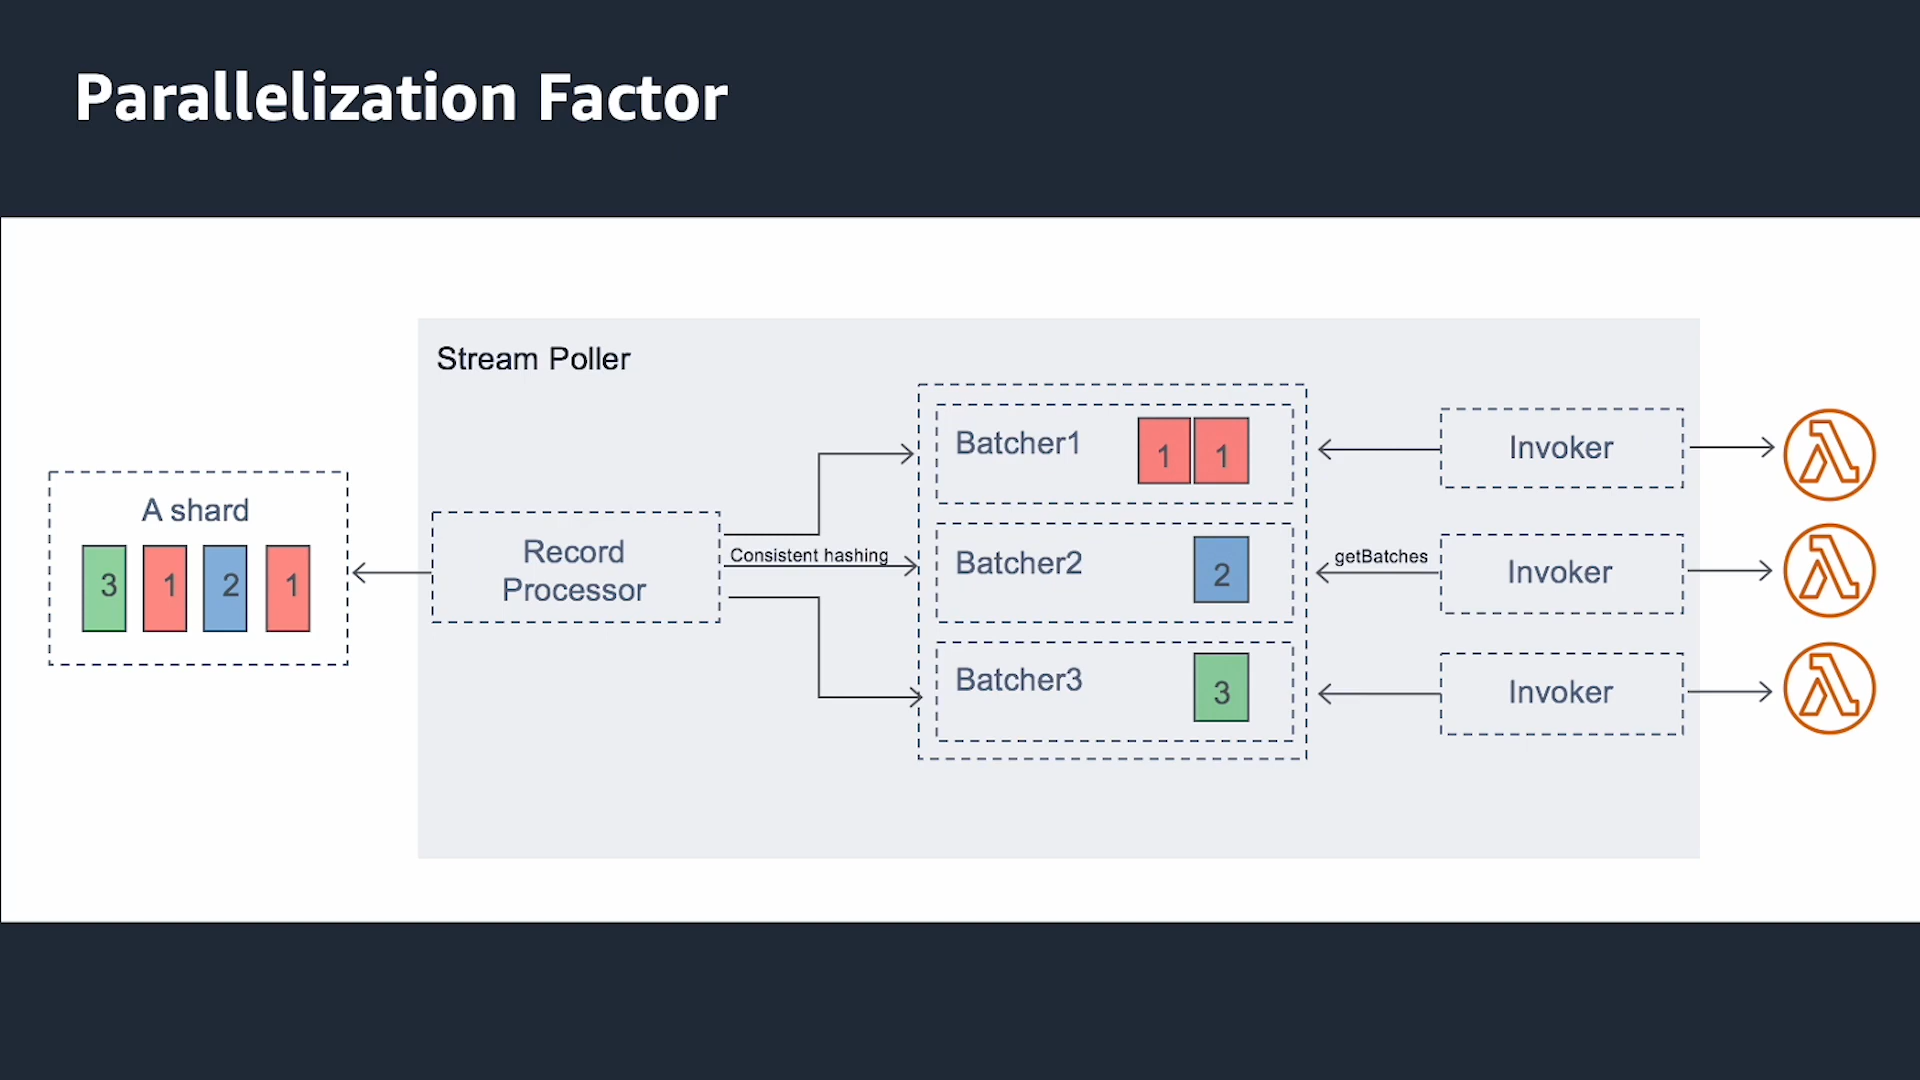 Parallelization Factor
Stream Poller
A shard
3 1 2 1
Record
Processor
Consistent hashing
Batcher1
1 1
Batcher2
2
Batcher3
3
getBatches
Invoker
Invoker
Invoker